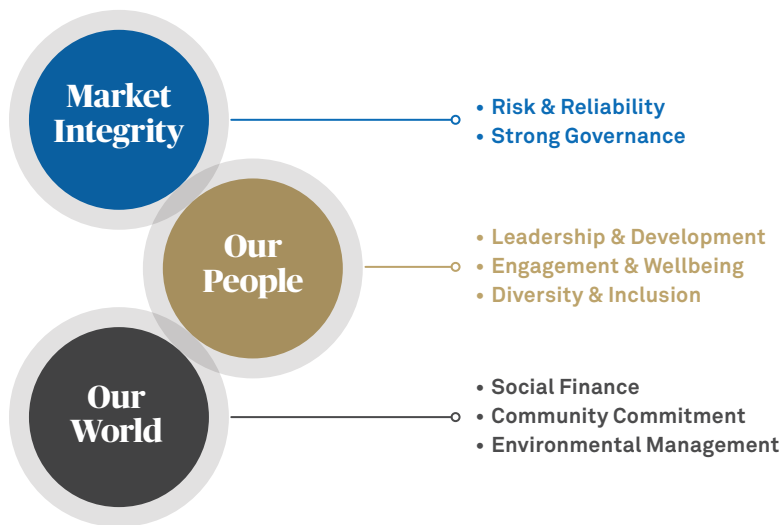 Market
Integrity
• Risk & Reliability
• Strong Governance
Our
People
• Leadership & Development
• Engagement & Wellbeing
• Diversity & Inclusion
Our
World
• Social Finance
• Community Commitment
• Environmental Management